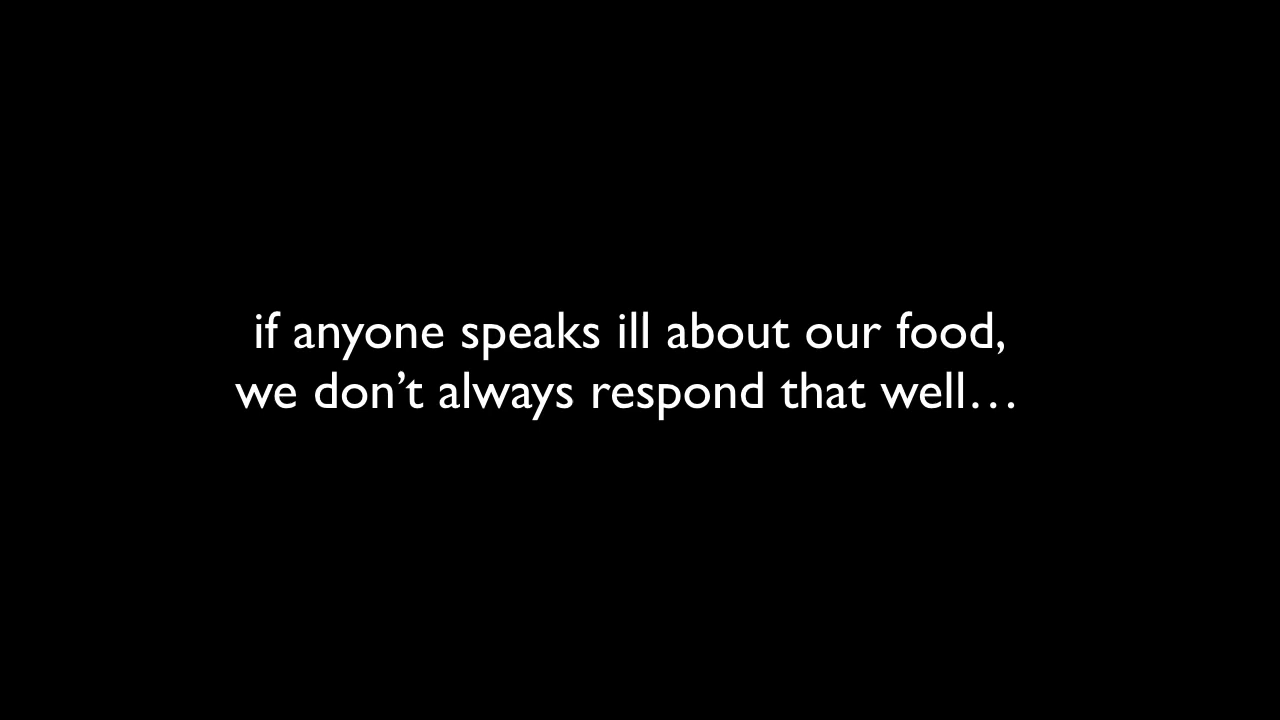 if anyone speaks ill about our food,
we don’t always respond that well…